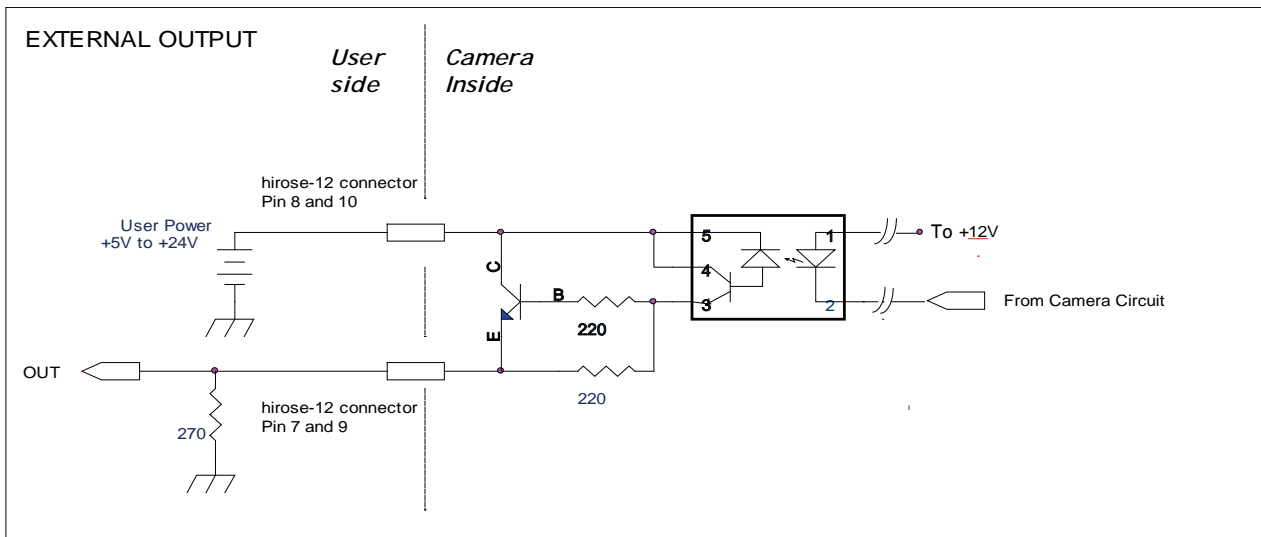 EXTERNAL OUTPUT
User
side
Camera
Inside
hirose-12 connector
Pin 8 and 10
User Power
+5V to +24V
5
1
To +12V
C
4
B
3
2
From Camera Circuit
220
E
OUT
220
hirose-12 connector
Pin 7 and 9
270